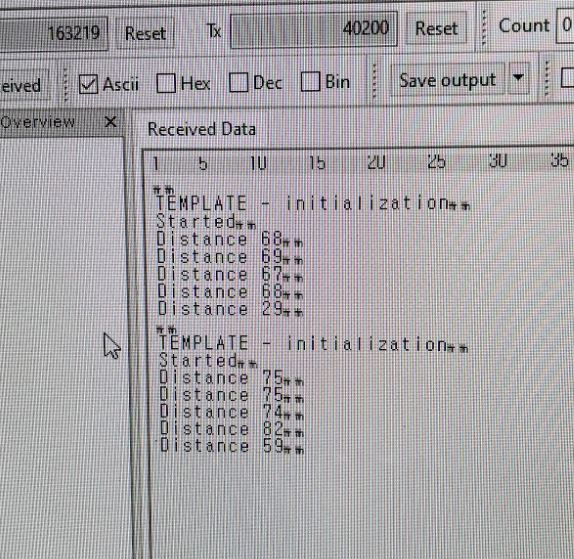 163219 Reset Tx 40200 Reset Count 0
eived Ascii Hex Dec Bin Save output
Overview
Received Data
1 5 10 15 20 25 30 35
TEMPLATE - initialization
Started
Distance 68
Distance 69
Distance 67
Distance 68
Distance 29
TEMPLATE - initialization
Started
Distance 75
Distance 75
Distance 74
Distance 82
Distance 59